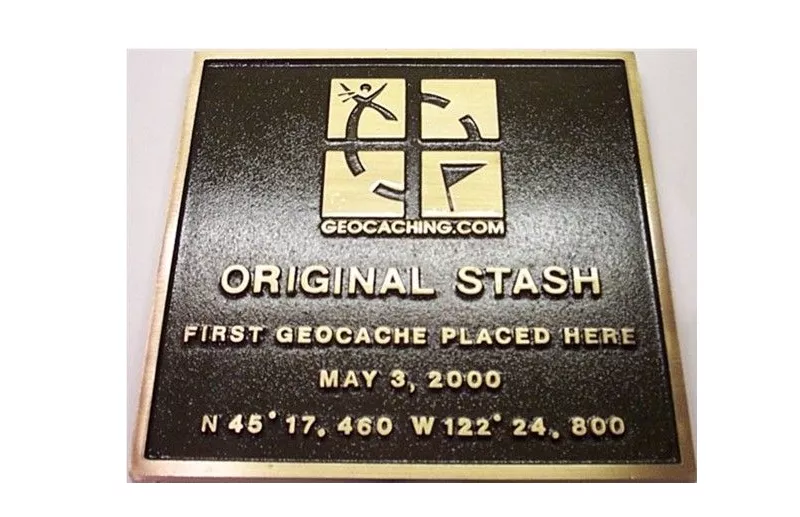 GEOCACHING.COM
ORIGINAL STASH
FIRST GEOCACHE PLACED HERE
MAY 3, 2000
N 45° 17. 460 W 122° 24. 800